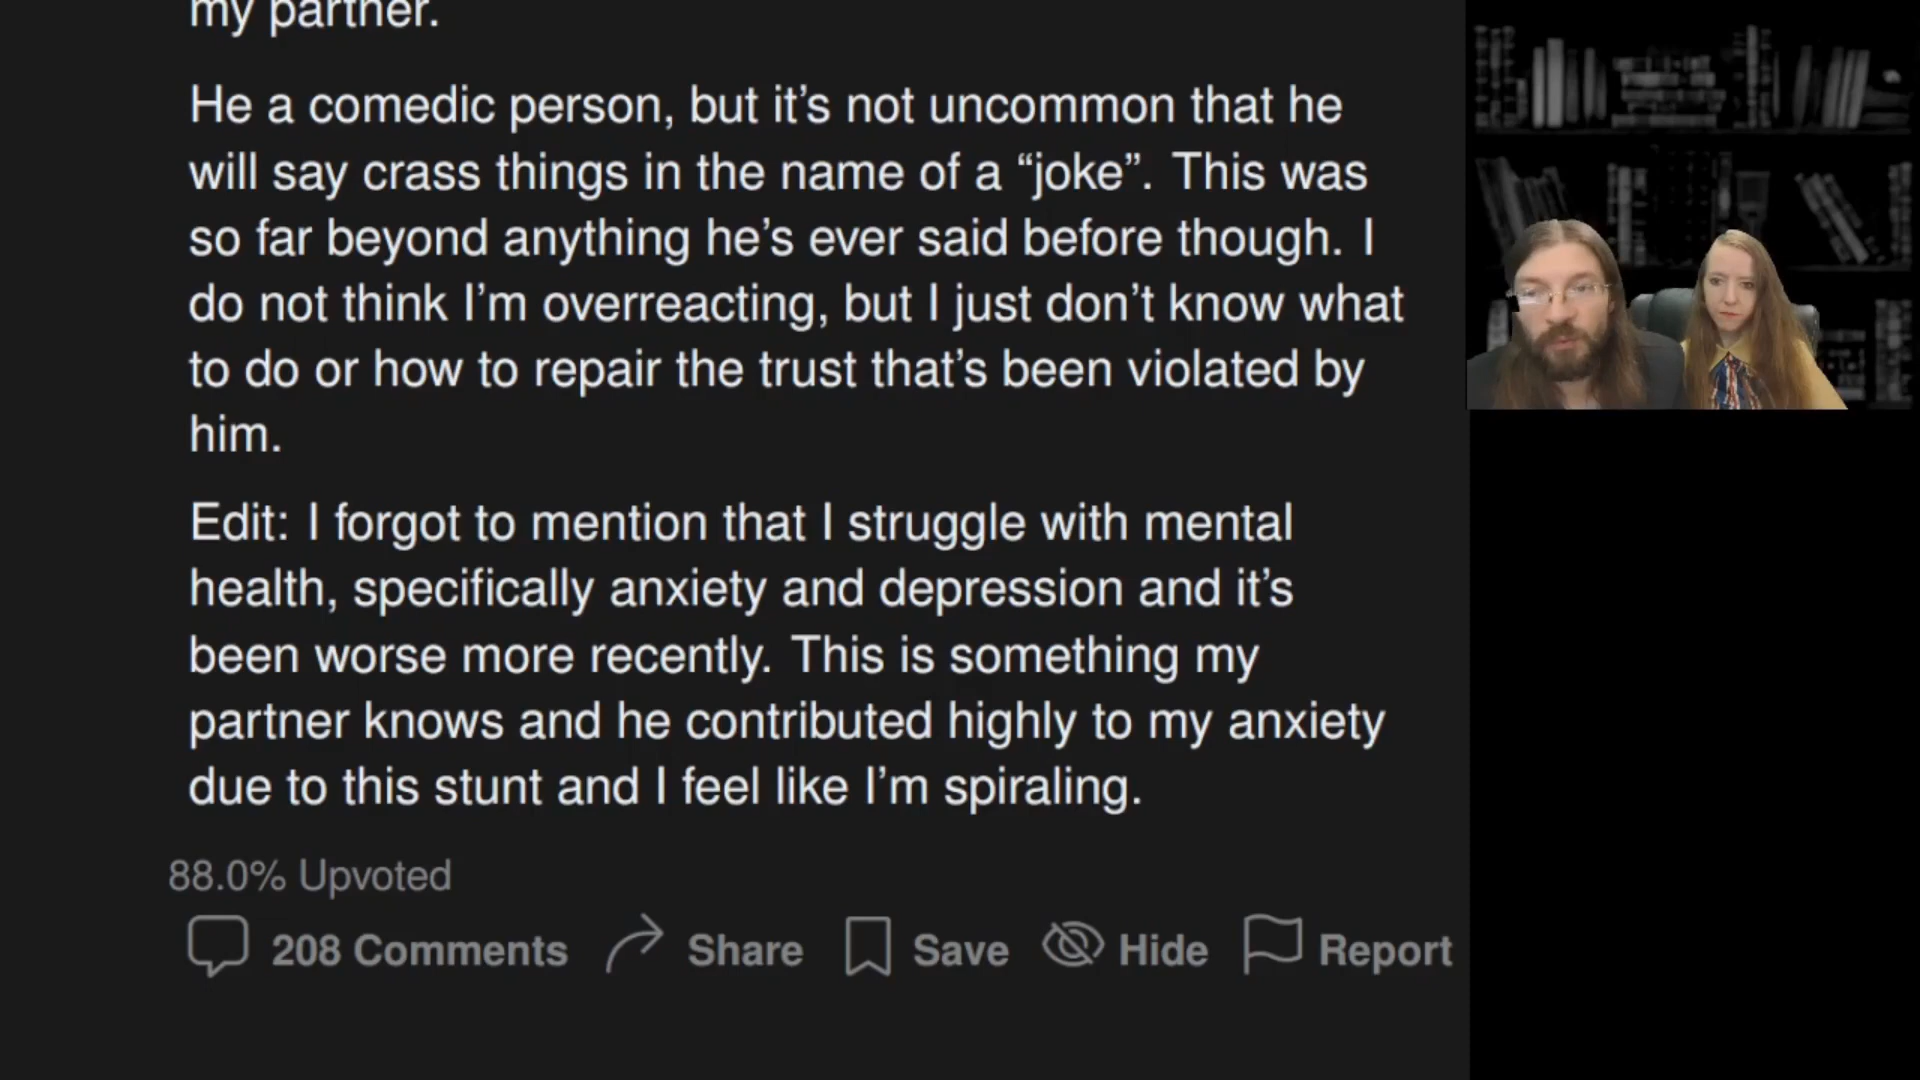 my partner.
He a comedic person, but it’s not uncommon that he
will say crass things in the name of a “joke”. This was
so far beyond anything he’s ever said before though. I
do not think I’m overreacting, but I just don’t know what
to do or how to repair the trust that’s been violated by
him.
Edit: I forgot to mention that I struggle with mental
health, specifically anxiety and depression and it’s
been worse more recently. This is something my
partner knows and he contributed highly to my anxiety
due to this stunt and I feel like I’m spiraling.
88.0% Upvoted
208 Comments Share Save Hide Report